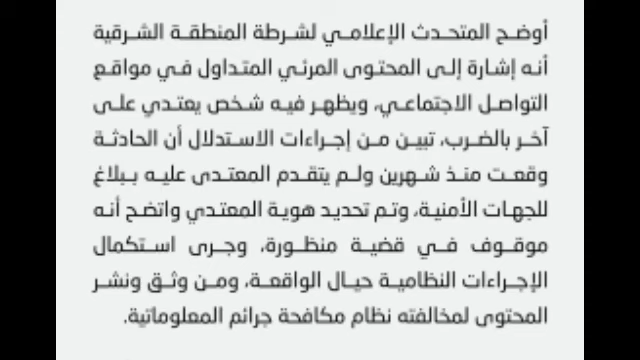 أوضح المتحدث الإعلامي لشرطة المنطقة الشرقية
أنه إشارة إلى المحتوى المرئي المتداول في مواقع
التواصل الاجتماعي، ويظهر فيه شخص يعتدي على
آخر بالضرب، تبين من إجراءات الاستدلال أن الحادثة
وقعت منذ شهرين ولم يتقدم المعتدى عليه ببلاغ
للجهات الأمنية، وتم تحديد هوية المعتدي واتضح أنه
موقوف في قضية منظورة، وجرى استكمال
الإجراءات النظامية حيال الواقعة، ومن وثق ونشر
المحتوى لمخالفته نظام مكافحة جرائم المعلوماتية.